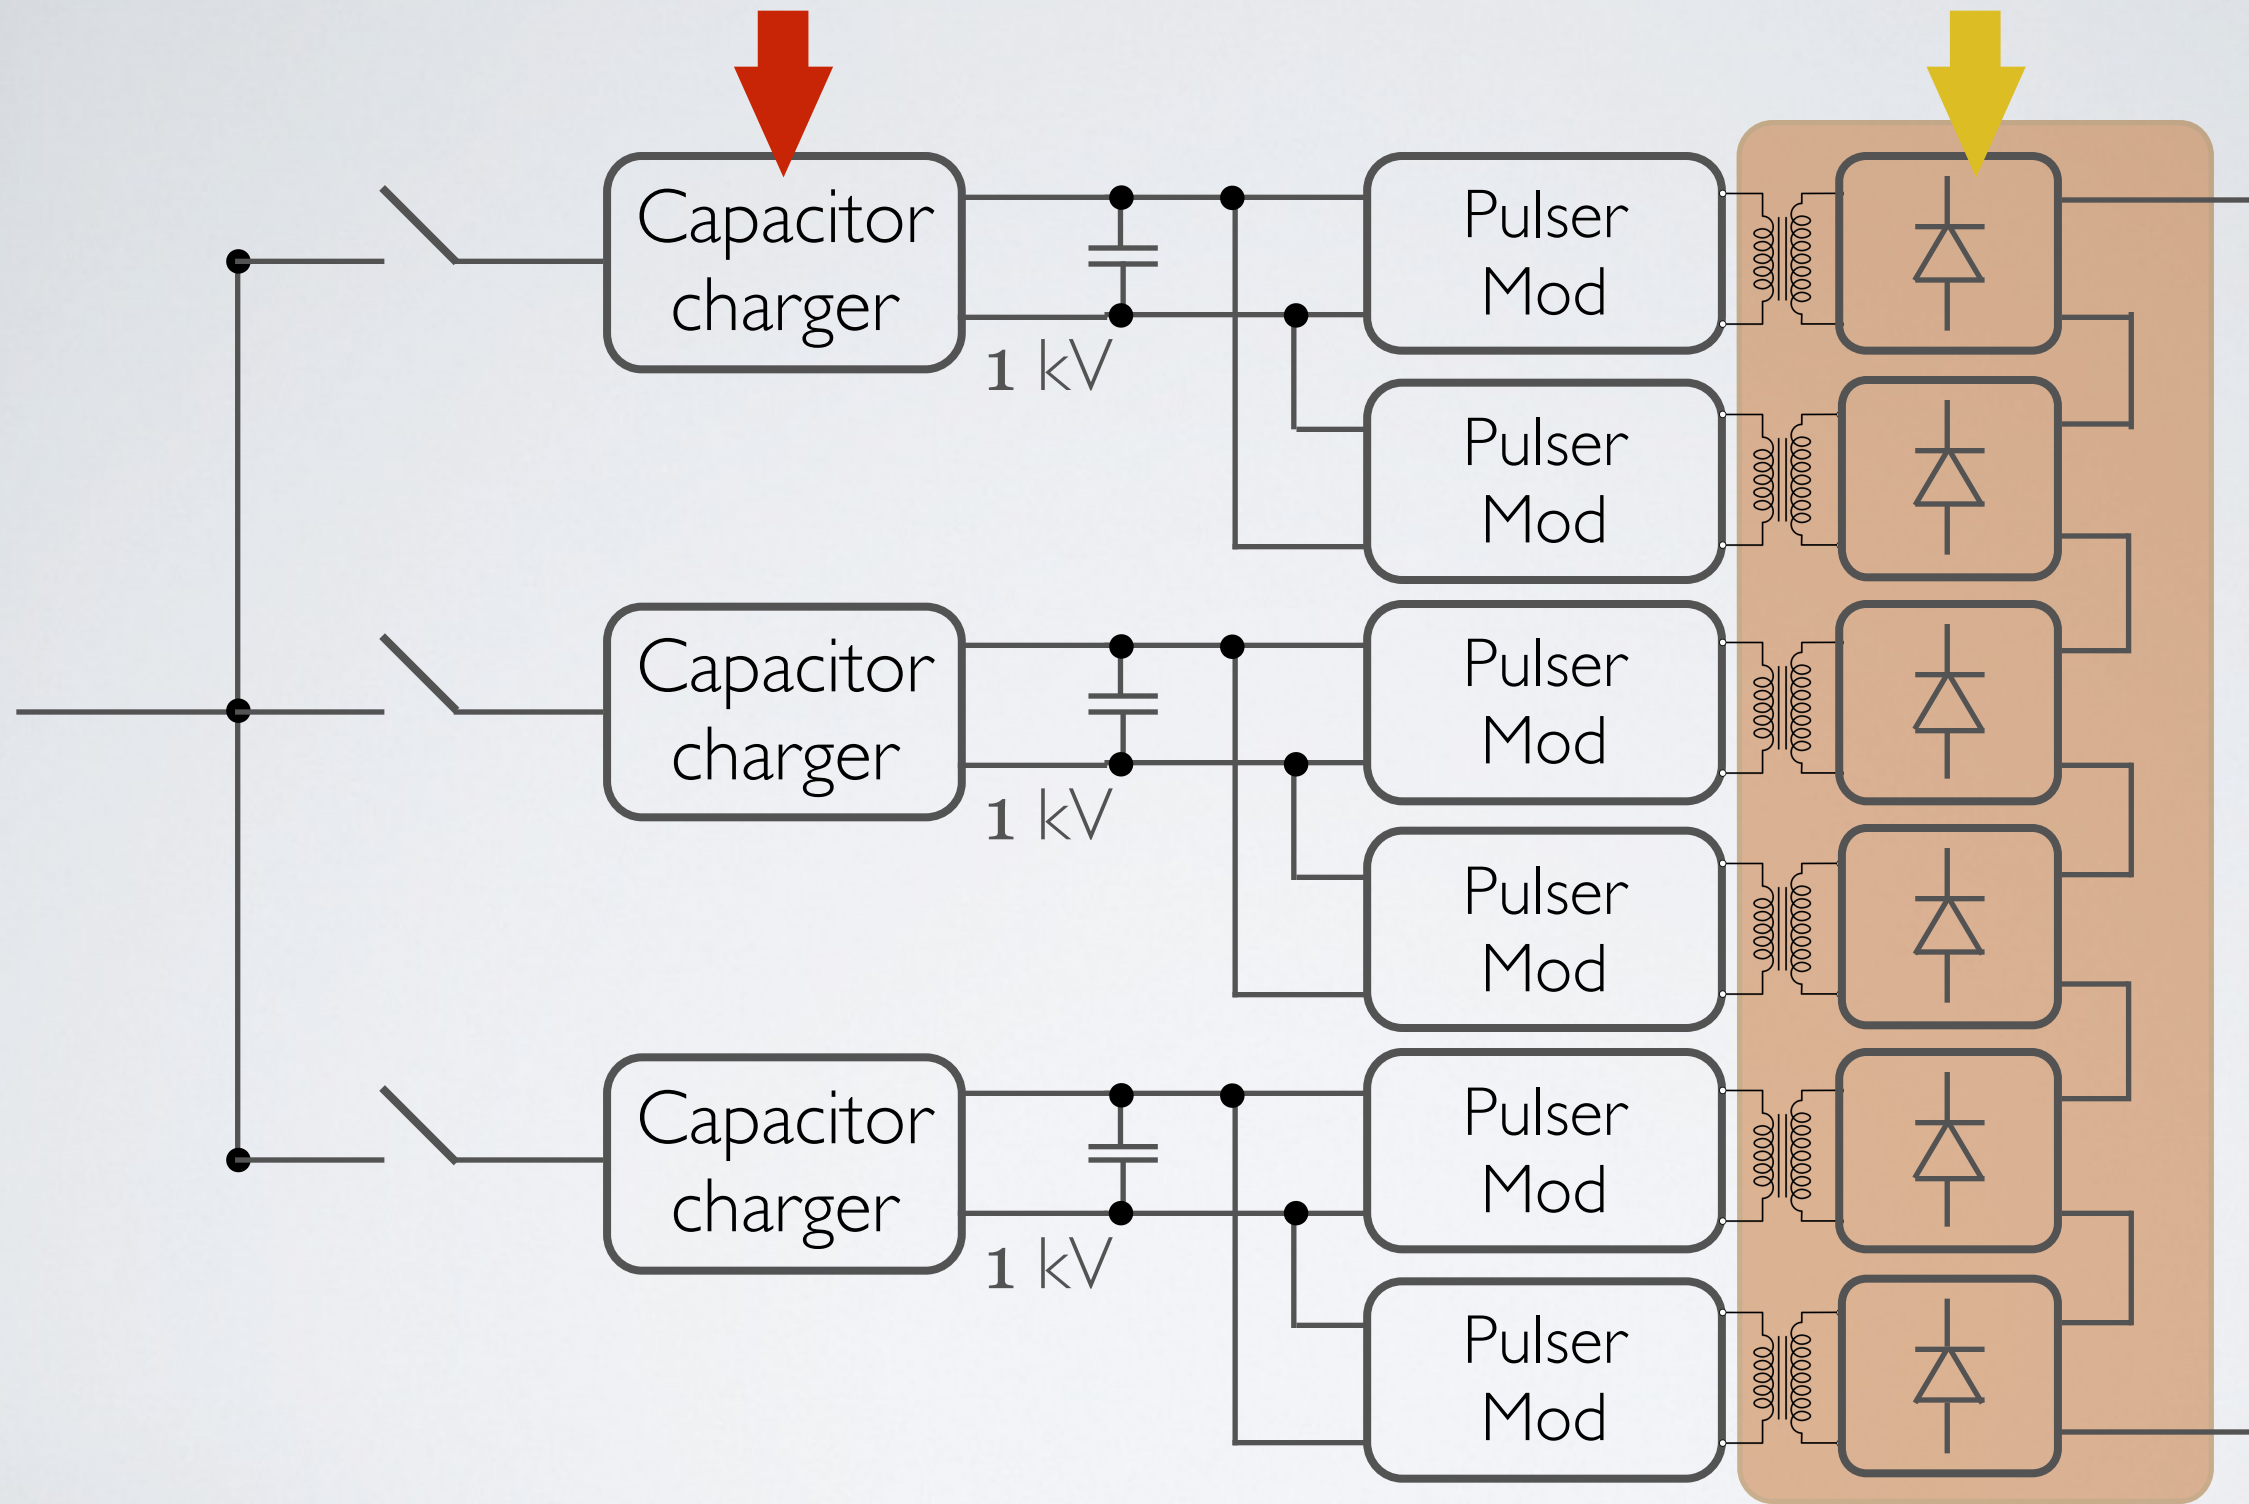 Capacitor
charger
1 kV
Pulser
Mod
Pulser
Mod
Capacitor
charger
1 kV
Pulser
Mod
Pulser
Mod
Capacitor
charger
1 kV
Pulser
Mod
Pulser
Mod